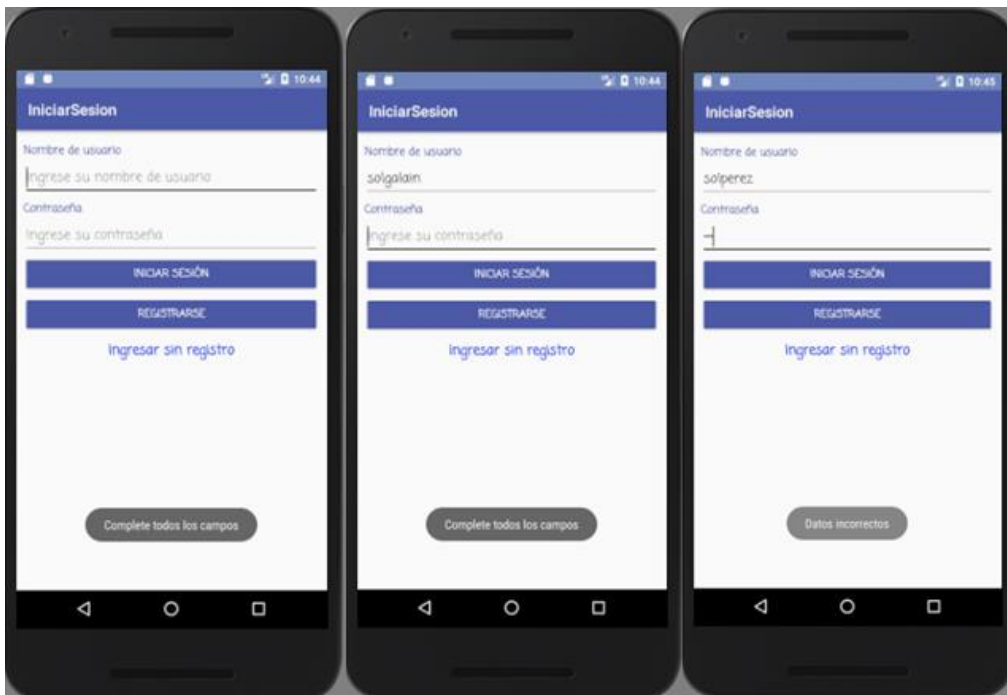 10:44
IniciarSesion
Nombre de usuario
Ingrese su nombre de usuario
Contraseña
Ingrese su contraseña
INICIAR SESIÓN
REGISTRARSE
Ingresar sin registro
Complete todos los campos
10:44
IniciarSesion
Nombre de usuario
solgalain
Contraseña
Ingrese su contraseña
INICIAR SESIÓN
REGISTRARSE
Ingresar sin registro
Complete todos los campos
10:45
IniciarSesion
Nombre de usuario
solperez
Contraseña
INICIAR SESIÓN
REGISTRARSE
Ingresar sin registro
Datos incorrectos